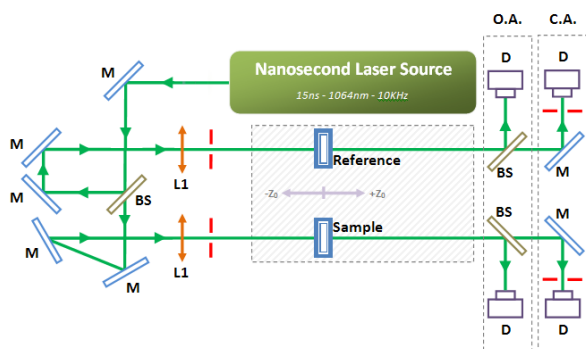 O.A.
C.A.
D
D
M
Nanosecond Laser Source
15ns - 1064nm - 10KHz
M
Reference
L1
BS
M
M
BS
-Z₀
+Z₀
M
Sample
BS
M
L1
M
D
D